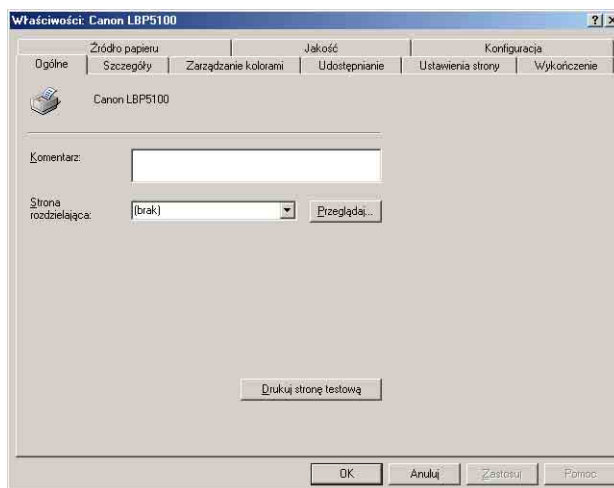 Właściwości: Canon LBP5100
Źródło papieru Jakość Konfiguracja
Ogólne Szczegóły Zarządzanie kolorami Udostępnianie Ustawienia strony Wykończenie
Canon LBP5100
Komentarz:
Strona
rozdzielająca:
(brak)
Przeglądaj...
Drukuj stronę testową
OK Anuluj Zastosuj Pomoc